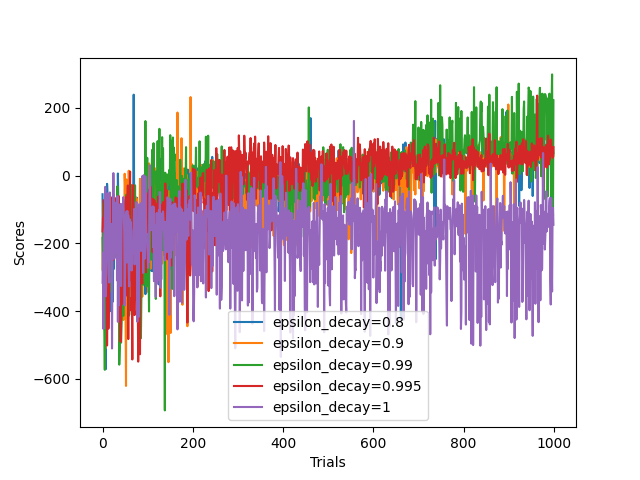 200
0
−200
−400
−600
Scores
epsilon_decay=0.8
epsilon_decay=0.9
epsilon_decay=0.99
epsilon_decay=0.995
epsilon_decay=1
0
200
400
600
800
1000
Trials